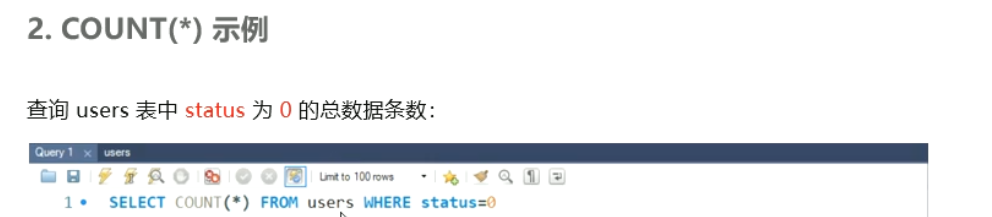 2. COUNT(*) 示例
查询 users 表中 status 为 0 的总数据条数：
Query 1 × users
Limit to 100 rows
1 SELECT COUNT(*) FROM users WHERE status=0